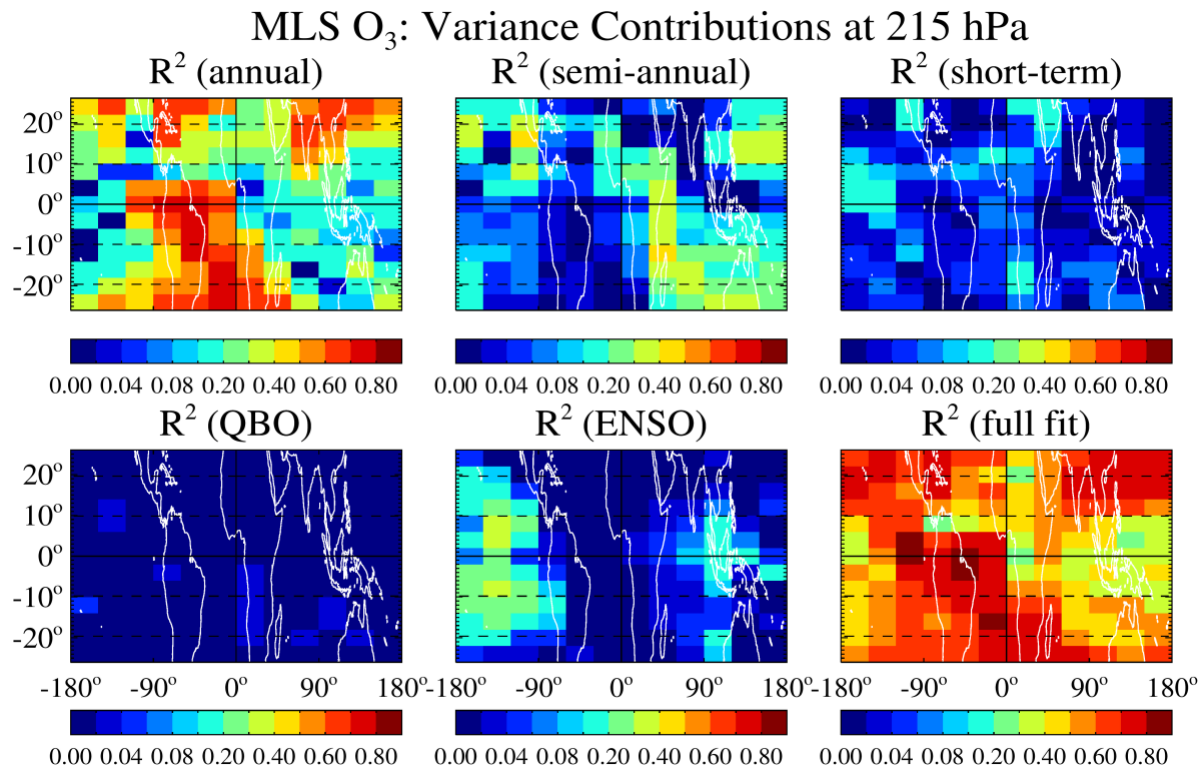 MLS O₃: Variance Contributions at 215 hPa
R² (annual) R² (semi-annual) R² (short-term)
20°
10°
0°
-10°
-20°
0.00 0.04 0.08 0.20 0.40 0.60 0.80 0.00 0.04 0.08 0.20 0.40 0.60 0.80 0.00 0.04 0.08 0.20 0.40 0.60 0.80
R² (QBO) R² (ENSO) R² (full fit)
20°
10°
0°
-10°
-20°
-180° -90° 0° 90° 180° -180° -90° 0° 90° 180° -180° -90° 0° 90° 180°
0.00 0.04 0.08 0.20 0.40 0.60 0.80 0.00 0.04 0.08 0.20 0.40 0.60 0.80 0.00 0.04 0.08 0.20 0.40 0.60 0.80